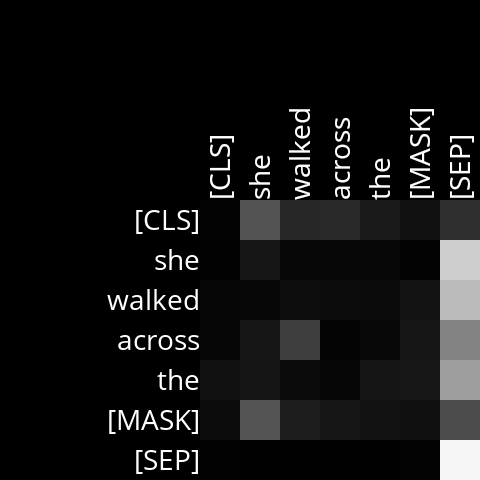 [CLS]
she
walked
across
the
[MASK]
[SEP]
[CLS]
she
walked
across
the
[MASK]
[SEP]